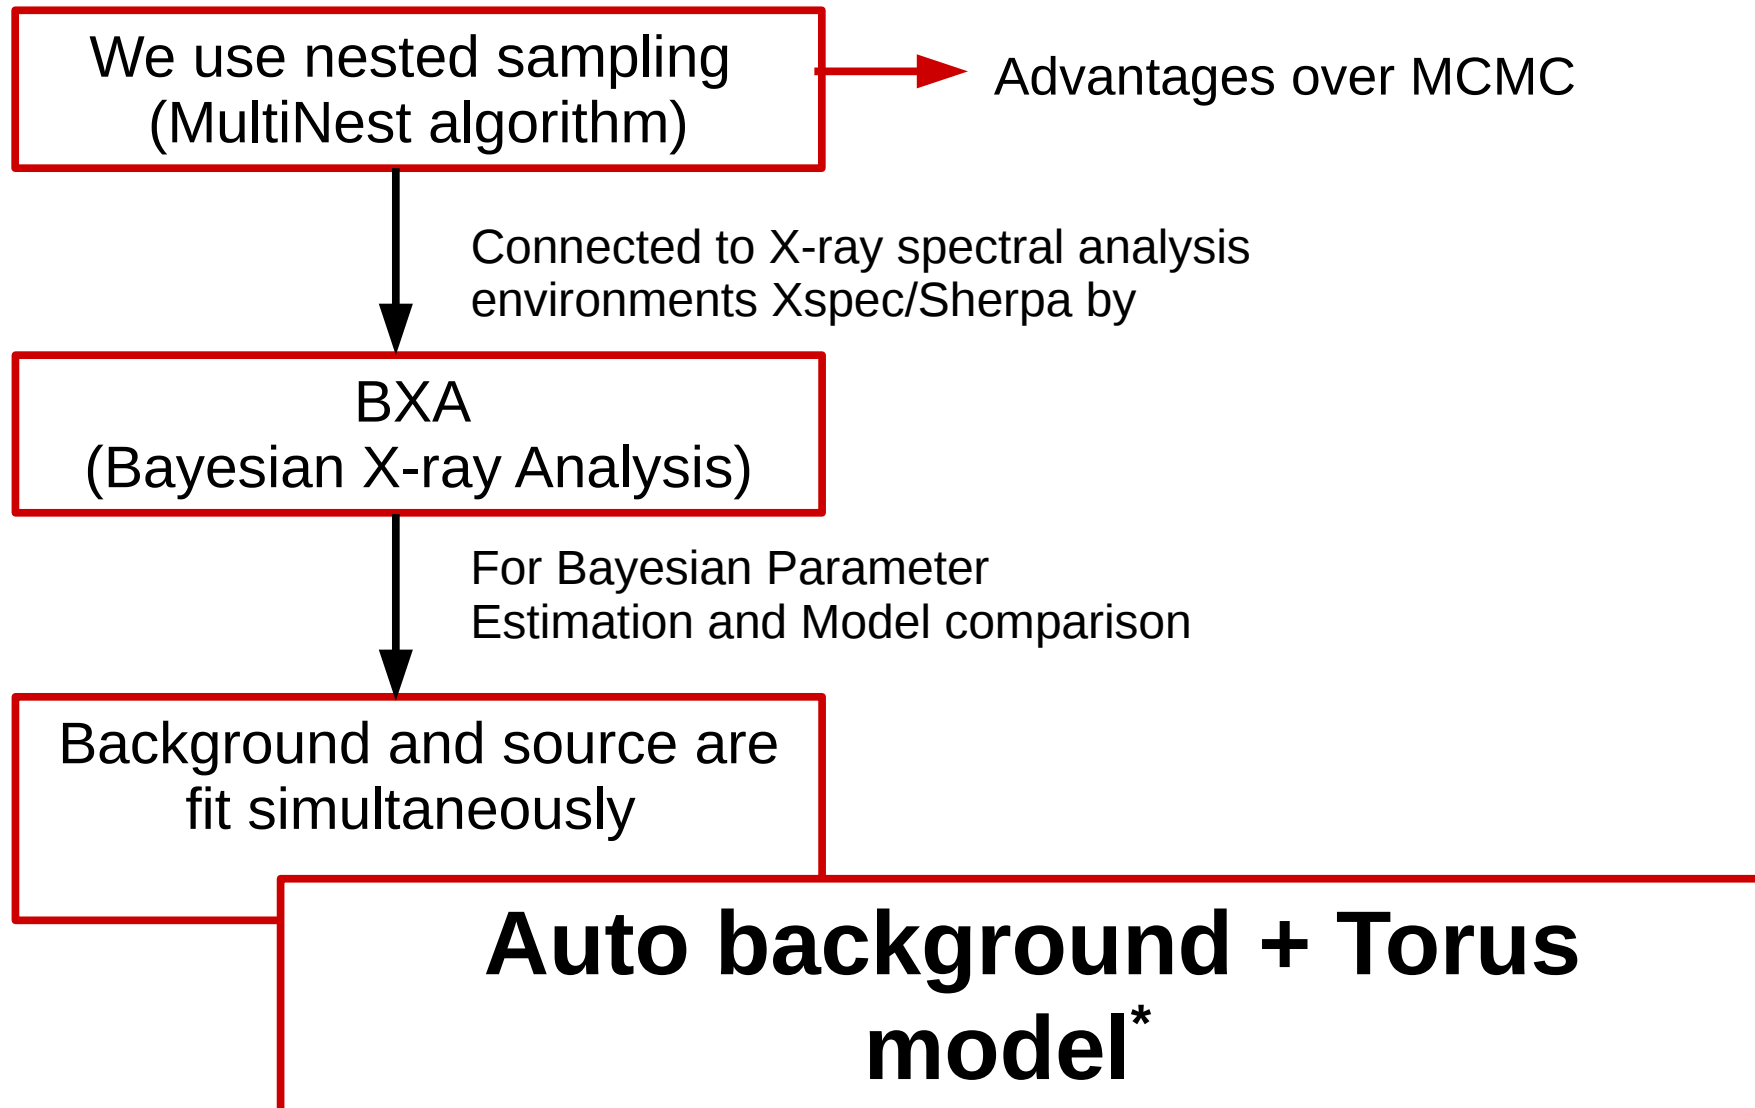 We use nested sampling
(MultiNest algorithm)
Advantages over MCMC
Connected to X-ray spectral analysis
environments Xspec/Sherpa by
BXA
(Bayesian X-ray Analysis)
For Bayesian Parameter
Estimation and Model comparison
Background and source are
fit simultaneously
Auto background + Torus
model*